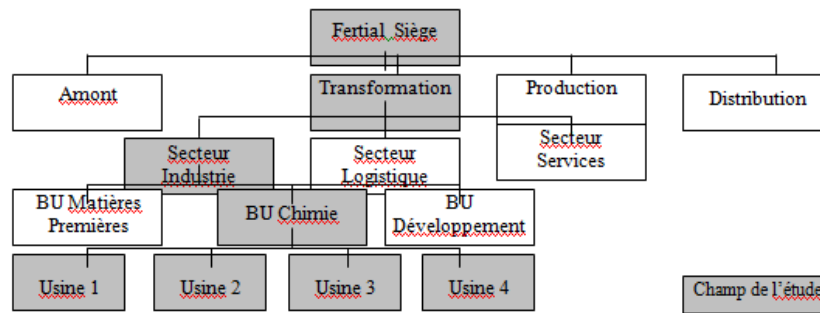 Fertial Siège
Amont
Transformation
Production
Distribution
Secteur
Industrie
Secteur
Logistique
Secteur
Services
BU Matières
Premières
BU Chimie
BU
Développement
Usine 1
Usine 2
Usine 3
Usine 4
Champ de l’étude